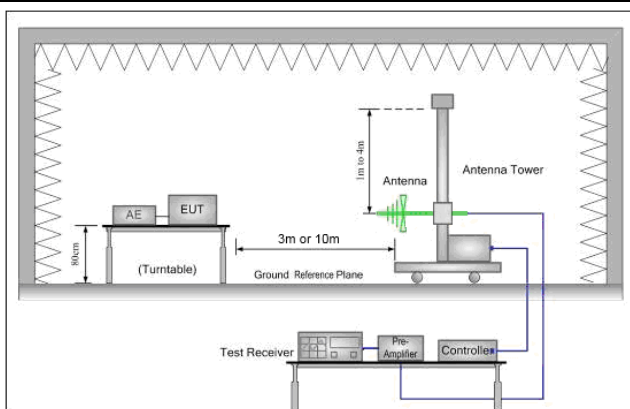 1m to 4m
Antenna
Antenna Tower
AE
EUT
80cm
3m or 10m
(Turntable)
Ground Reference Plane
Test Receiver
Pre-
Amplifier
Controller